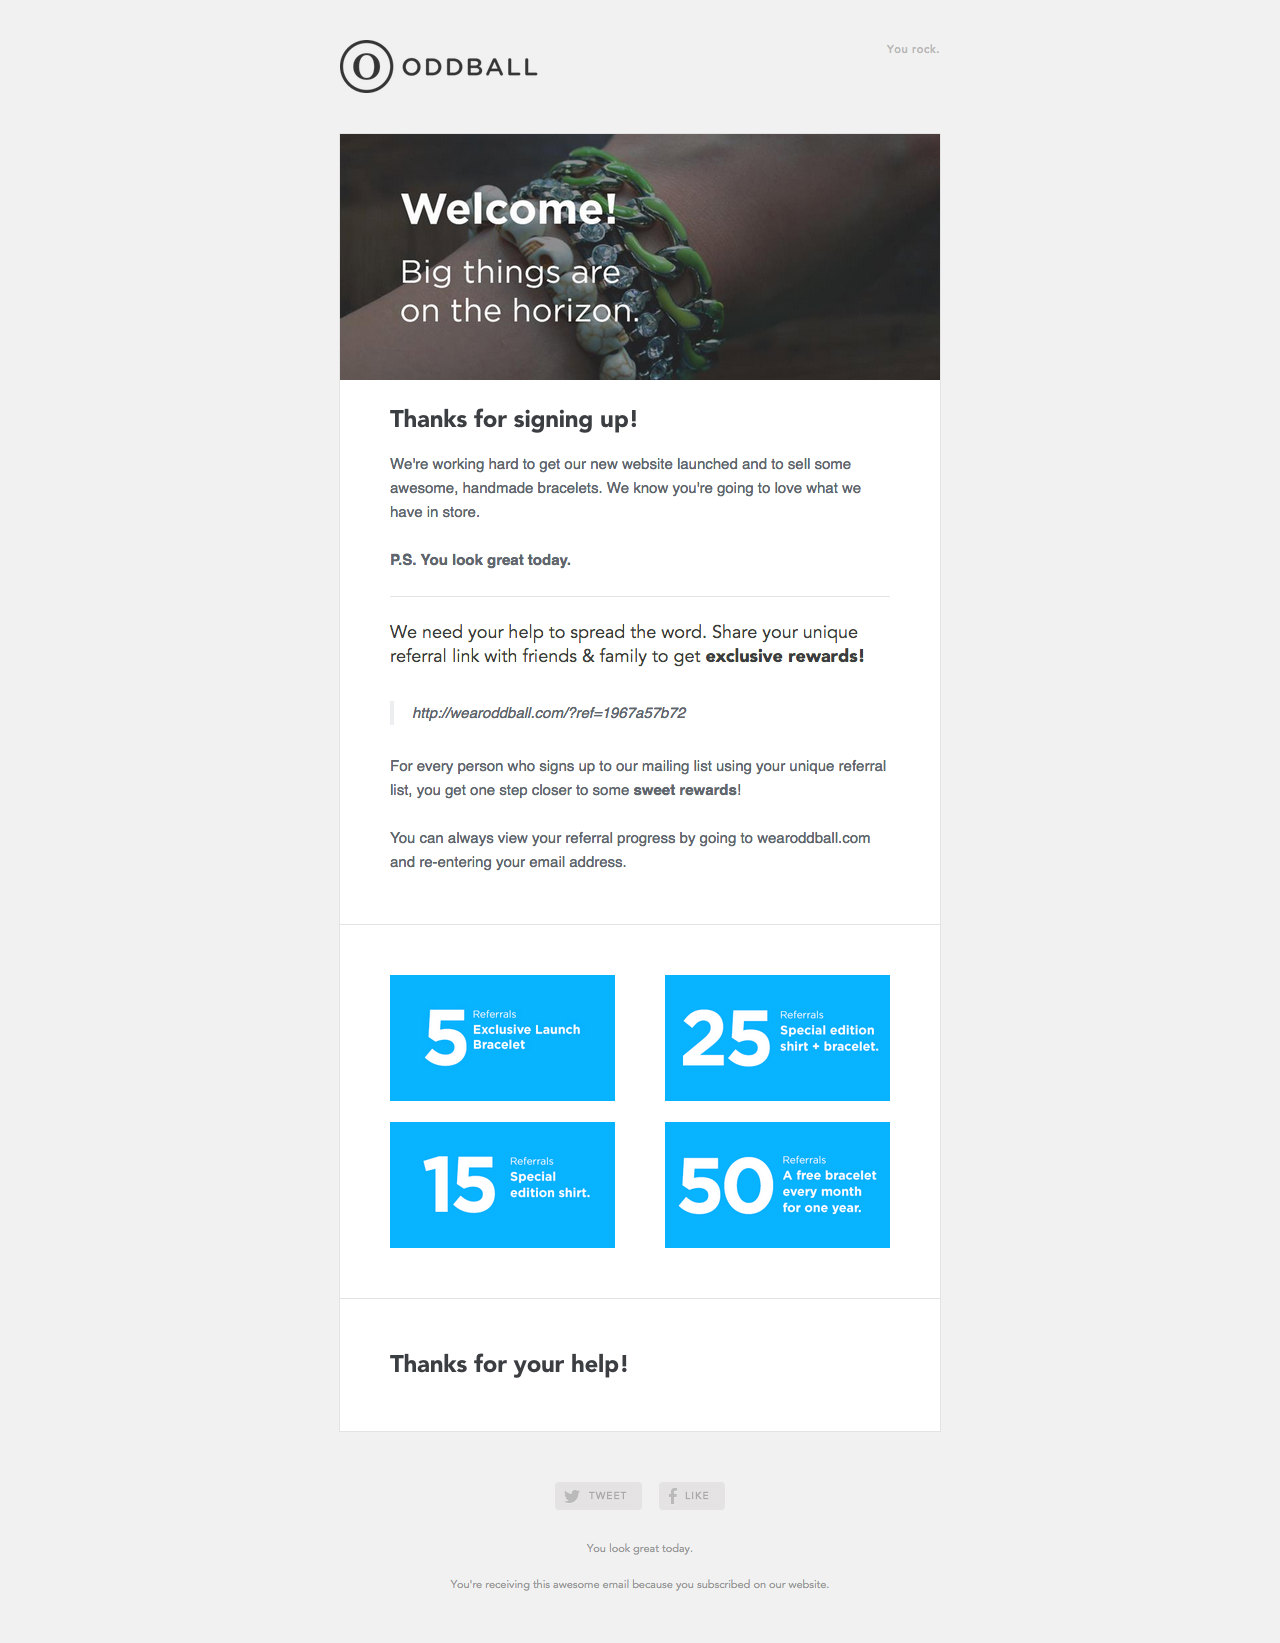 O ODDBALL
You rock.
Welcome!
Big things are
on the horizon.
Thanks for signing up!
We're working hard to get our new website launched and to sell some
awesome, handmade bracelets. We know you're going to love what we
have in store.
P.S. You look great today.
We need your help to spread the word. Share your unique
referral link with friends & family to get exclusive rewards!
http://wearoddball.com/?ref=1967a57b72
For every person who signs up to our mailing list using your unique referral
list, you get one step closer to some sweet rewards!
You can always view your referral progress by going to wearoddball.com
and re-entering your email address.
5
Referrals
Exclusive Launch
Bracelet
25
Referrals
Special edition
shirt + bracelet.
15
Referrals
Special
edition shirt.
50
Referrals
A free bracelet
every month
for one year.
Thanks for your help!
TWEET
LIKE
You look great today.
You're receiving this awesome email because you subscribed on our website.